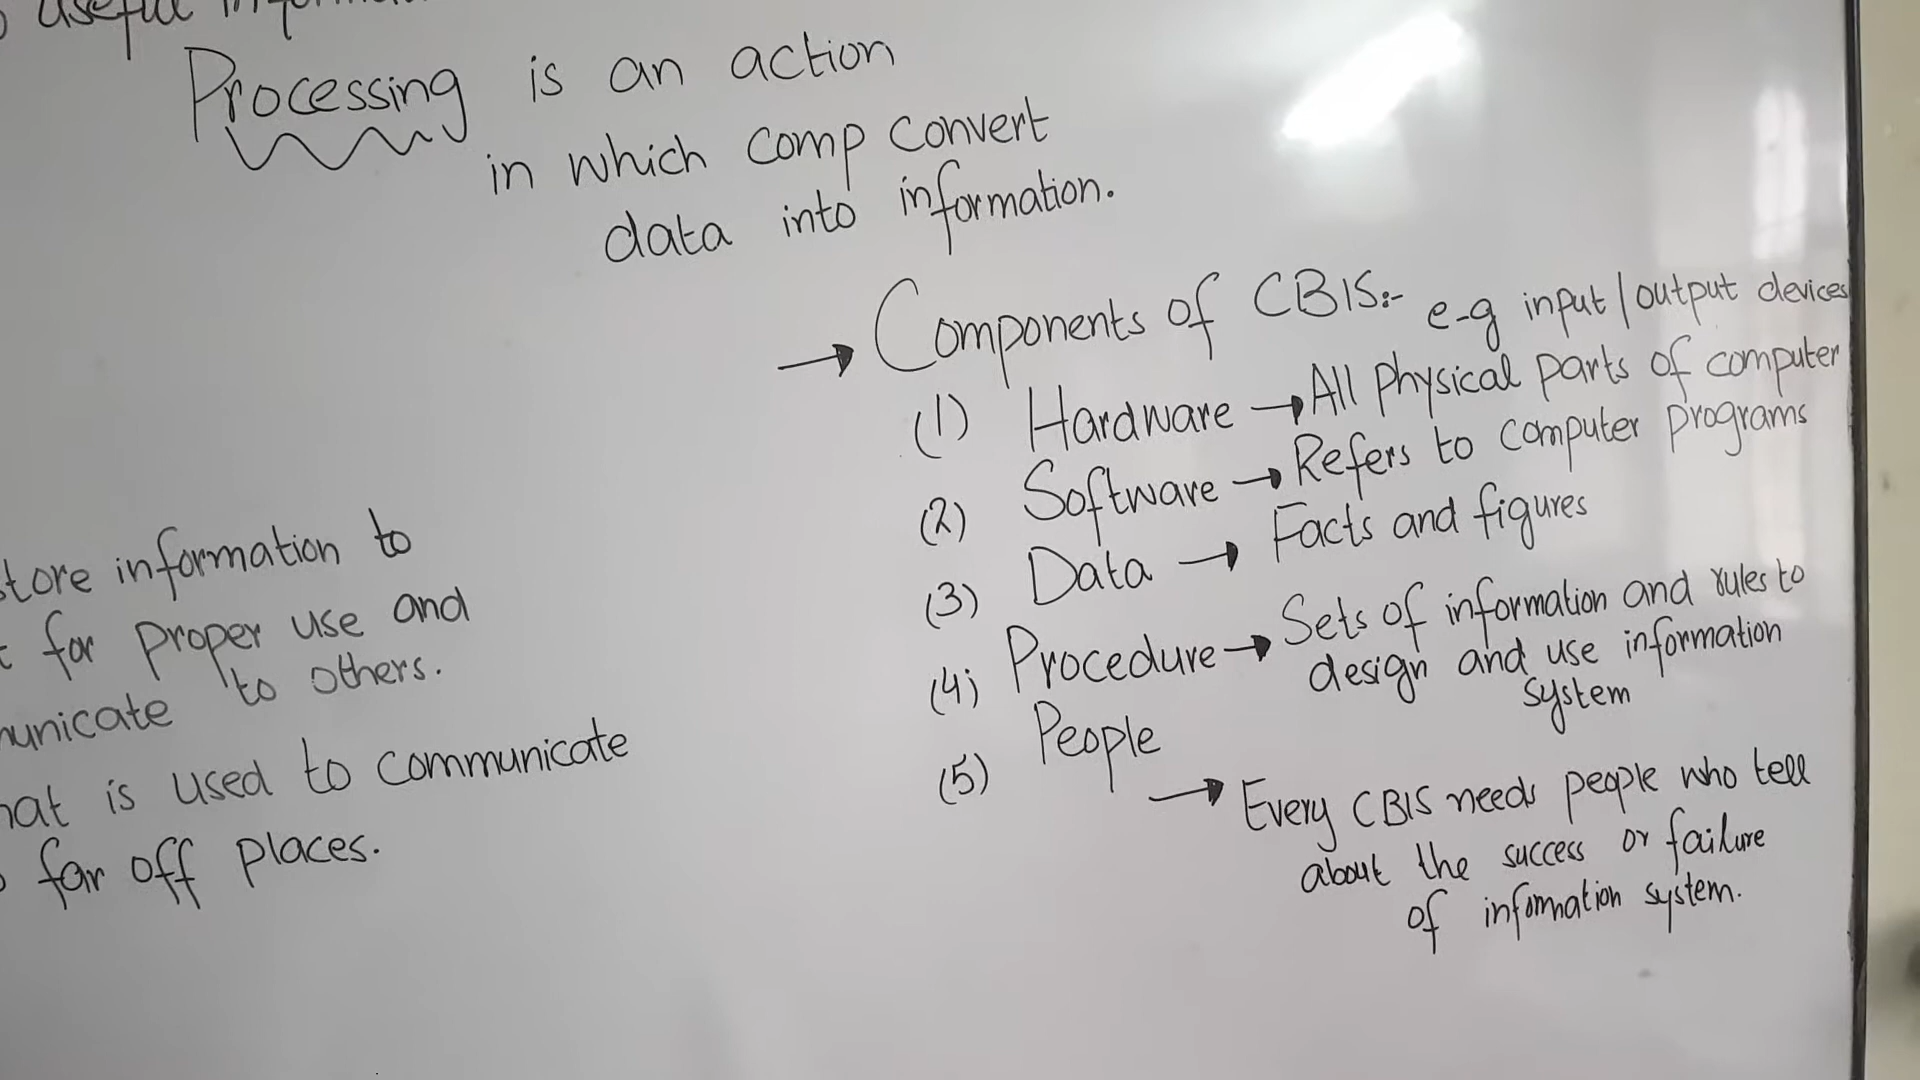 useful
Processing is an action
in which comp convert
data into information.
→ Components of CBIS:-
e-g input/output devices
(1) Hardware → All Physical Parts of computer
(2) Software → Refers to computer programs
(3) Data → Facts and figures
(4) Procedure → Sets of information and rules to
design and use information
system
(5) People
→ Every CBIS needs people who tell
about the success or failure
of information system.
tore information to
for proper use and
unicate to others.
hat is used to communicate
far off places.